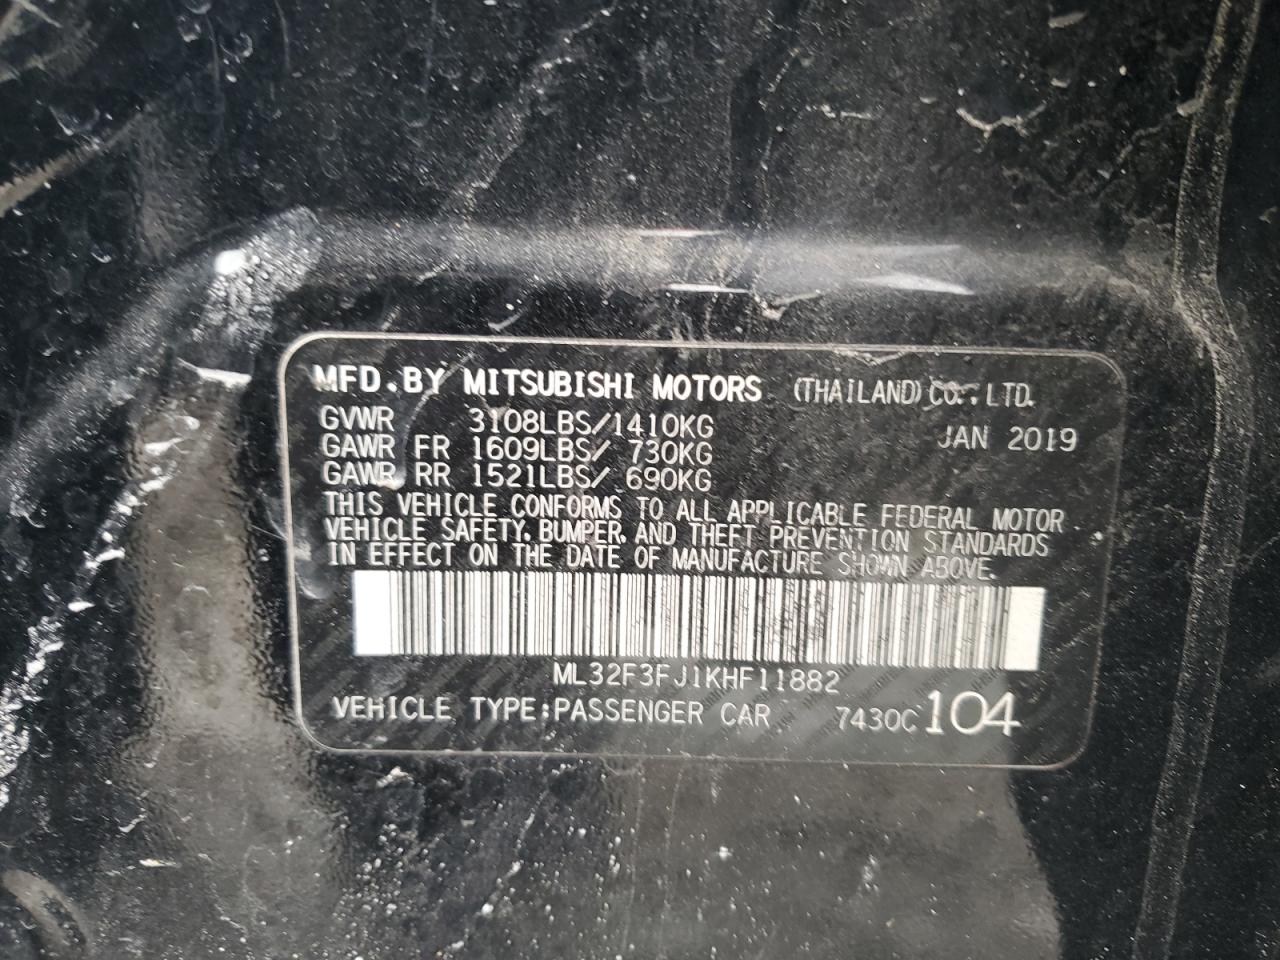 MFD.BY MITSUBISHI MOTORS (THAILAND) CO., LTD.
GVWR 3108LBS/1410KG JAN 2019
GAWR FR 1609LBS/ 730KG
GAWR RR 1521LBS/ 690KG
THIS VEHICLE CONFORMS TO ALL APPLICABLE FEDERAL MOTOR
VEHICLE SAFETY, BUMPER, AND THEFT PREVENTION STANDARDS
IN EFFECT ON THE DATE OF MANUFACTURE SHOWN ABOVE.
ML32F3FJ1KHF11882
VEHICLE TYPE:PASSENGER CAR 7430C 104